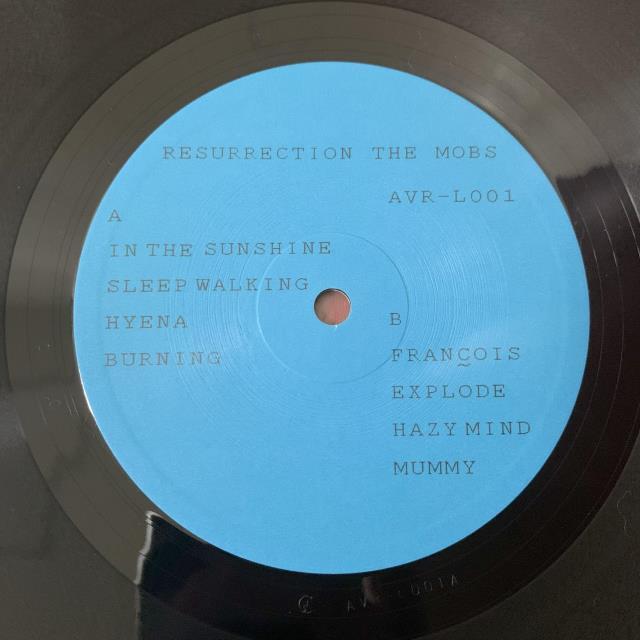 RESURRECTION THE MOBS
AVR-L001
A
IN THE SUNSHINE
SLEEP WALKING
HYENA
BURNING
B
FRANÇOIS
EXPLODE
HAZY MIND
MUMMY